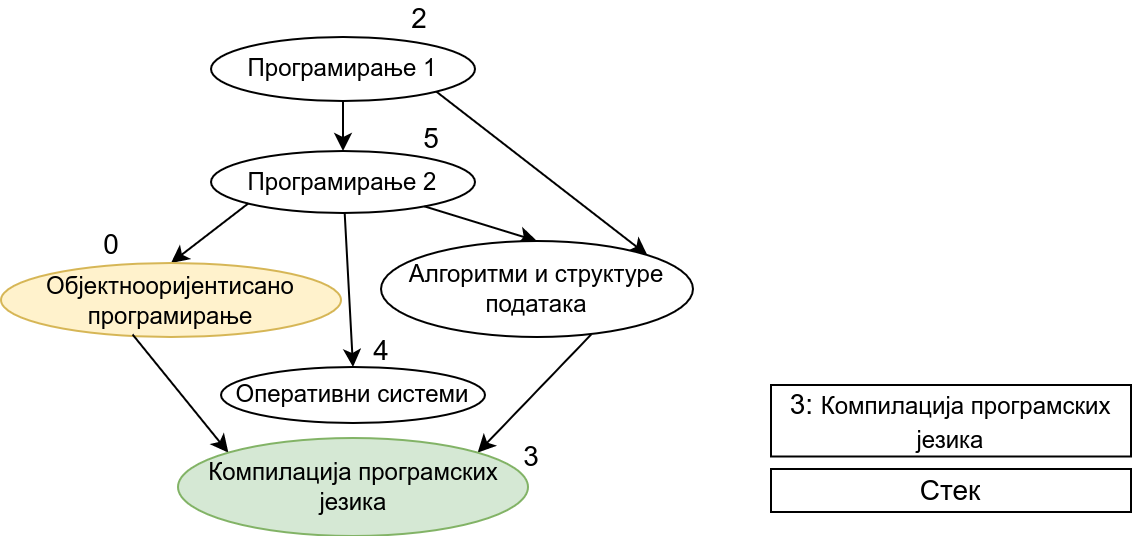 2
Програмирање 1
5
Програмирање 2
0
Објектнооријентисано
програмирање
Алгоритми и структуре
података
4
Оперативни системи
3
Компилација програмских
језика
3: Компилација програмских
језика
Стек